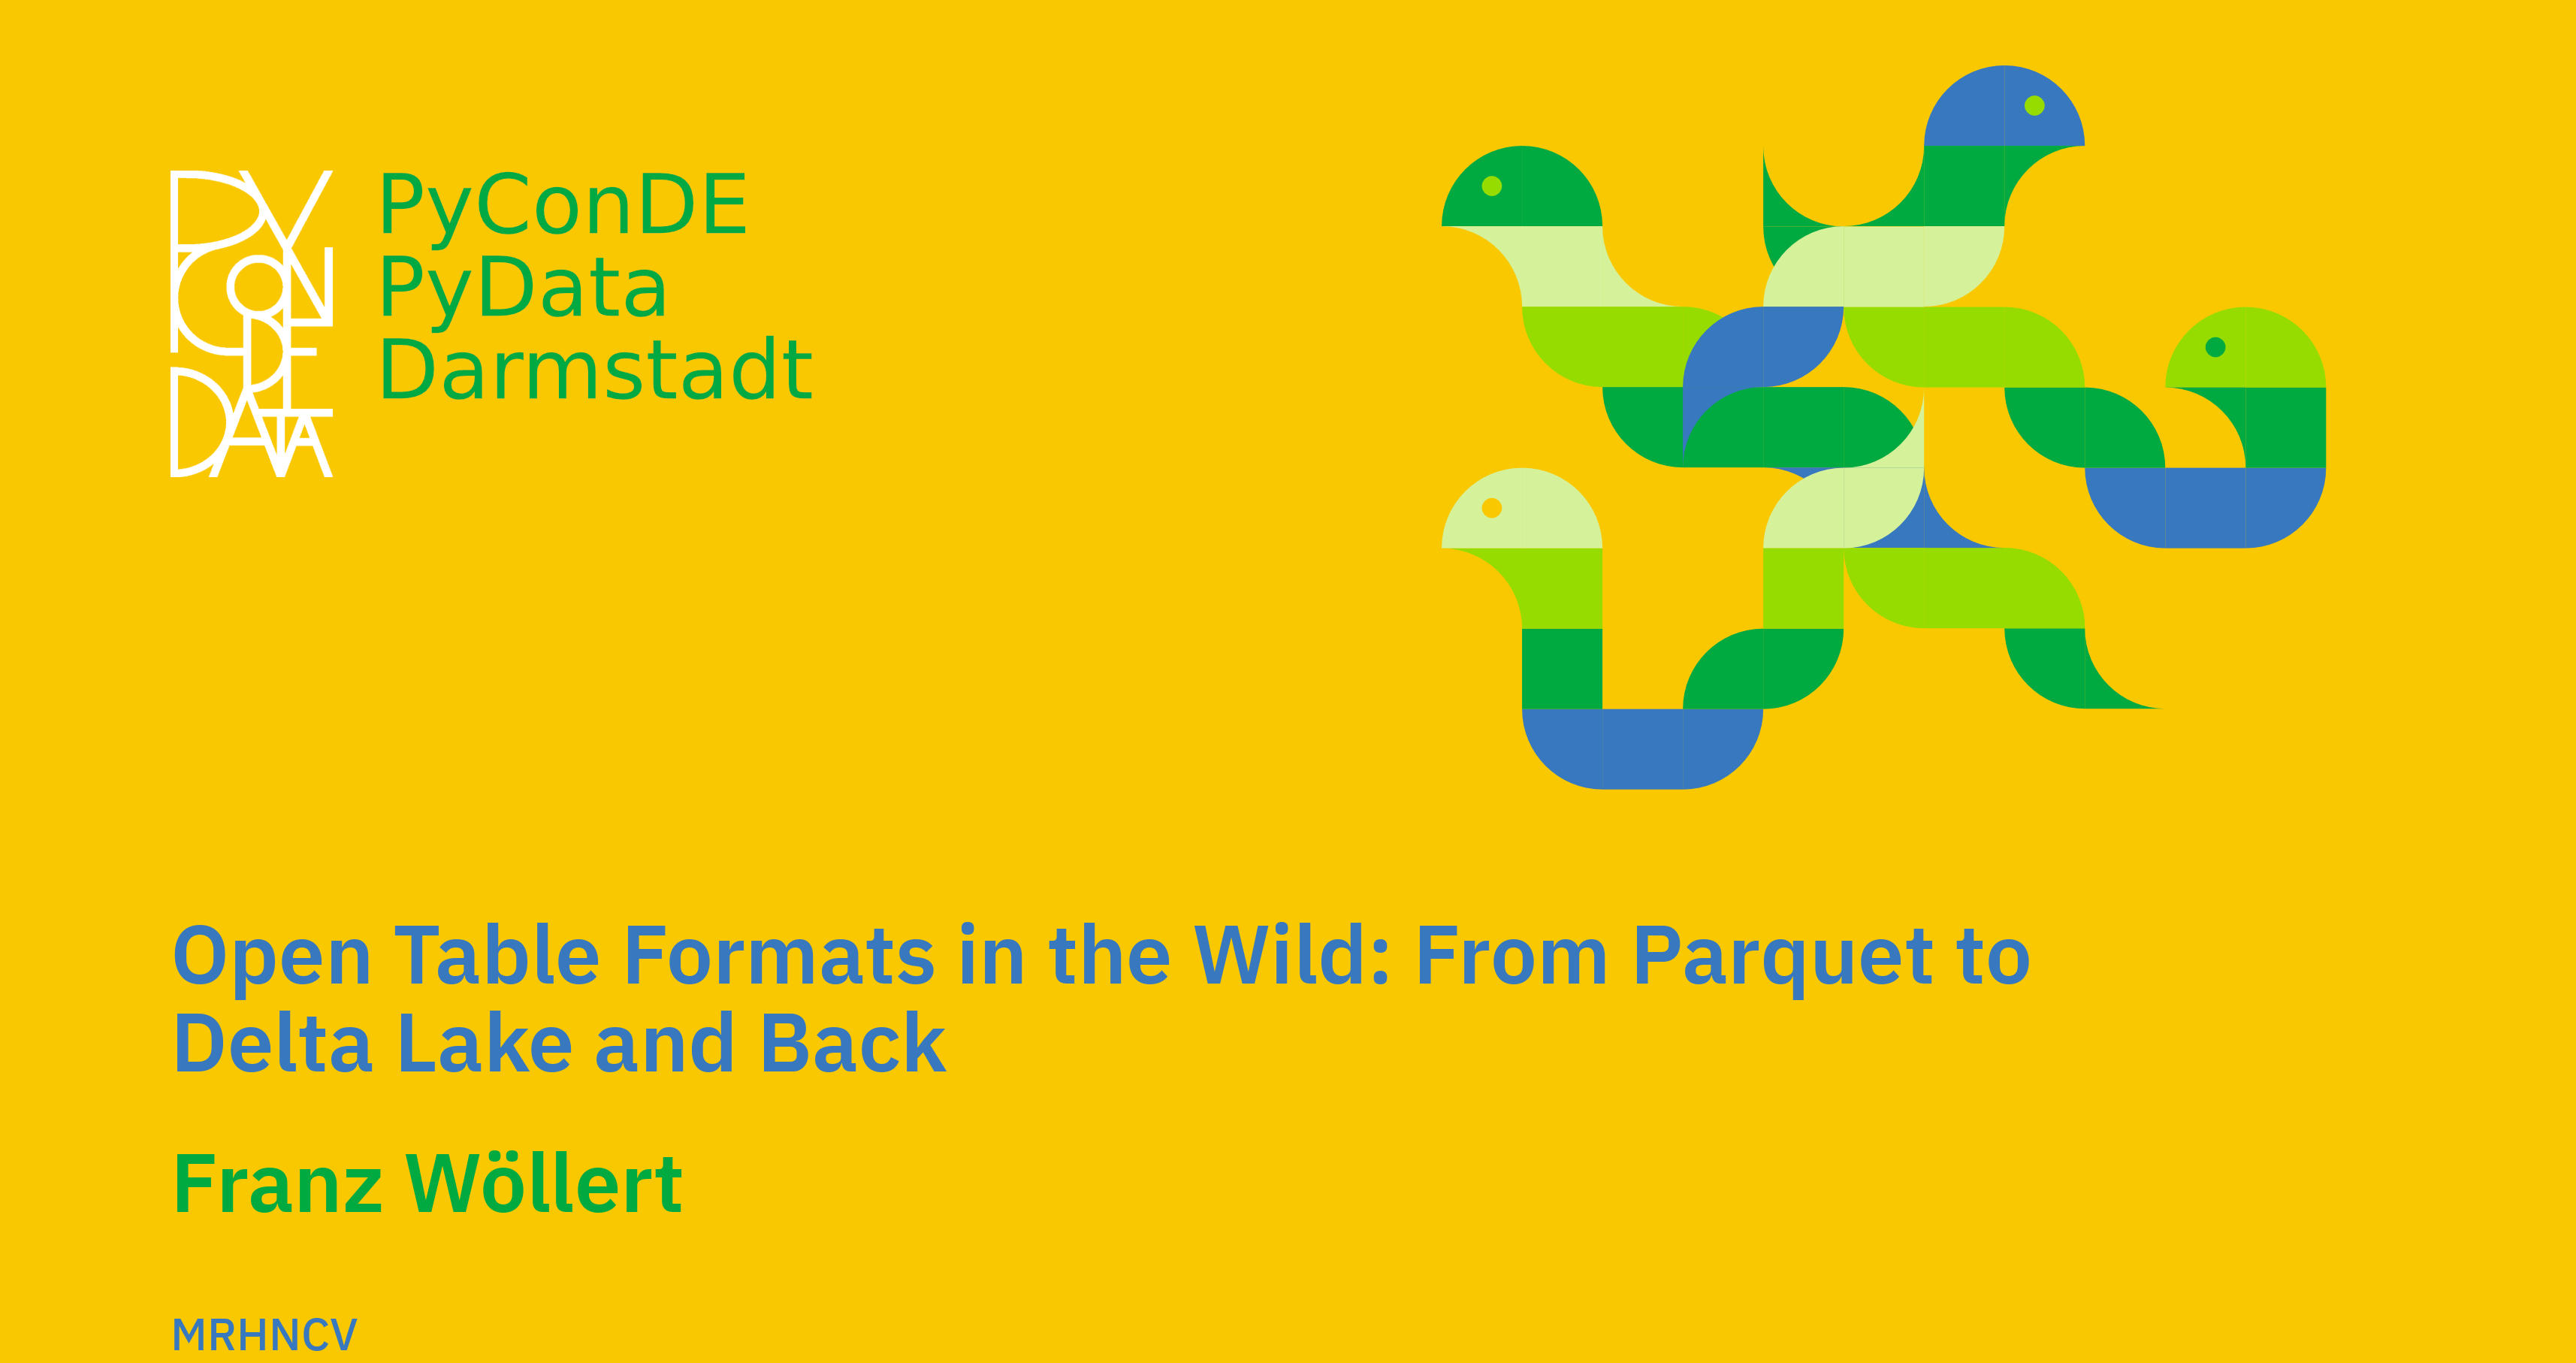 PY
CON
DE
DATA
PyConDE
PyData
Darmstadt
Open Table Formats in the Wild: From Parquet to
Delta Lake and Back
Franz Wöllert
MRHNCV